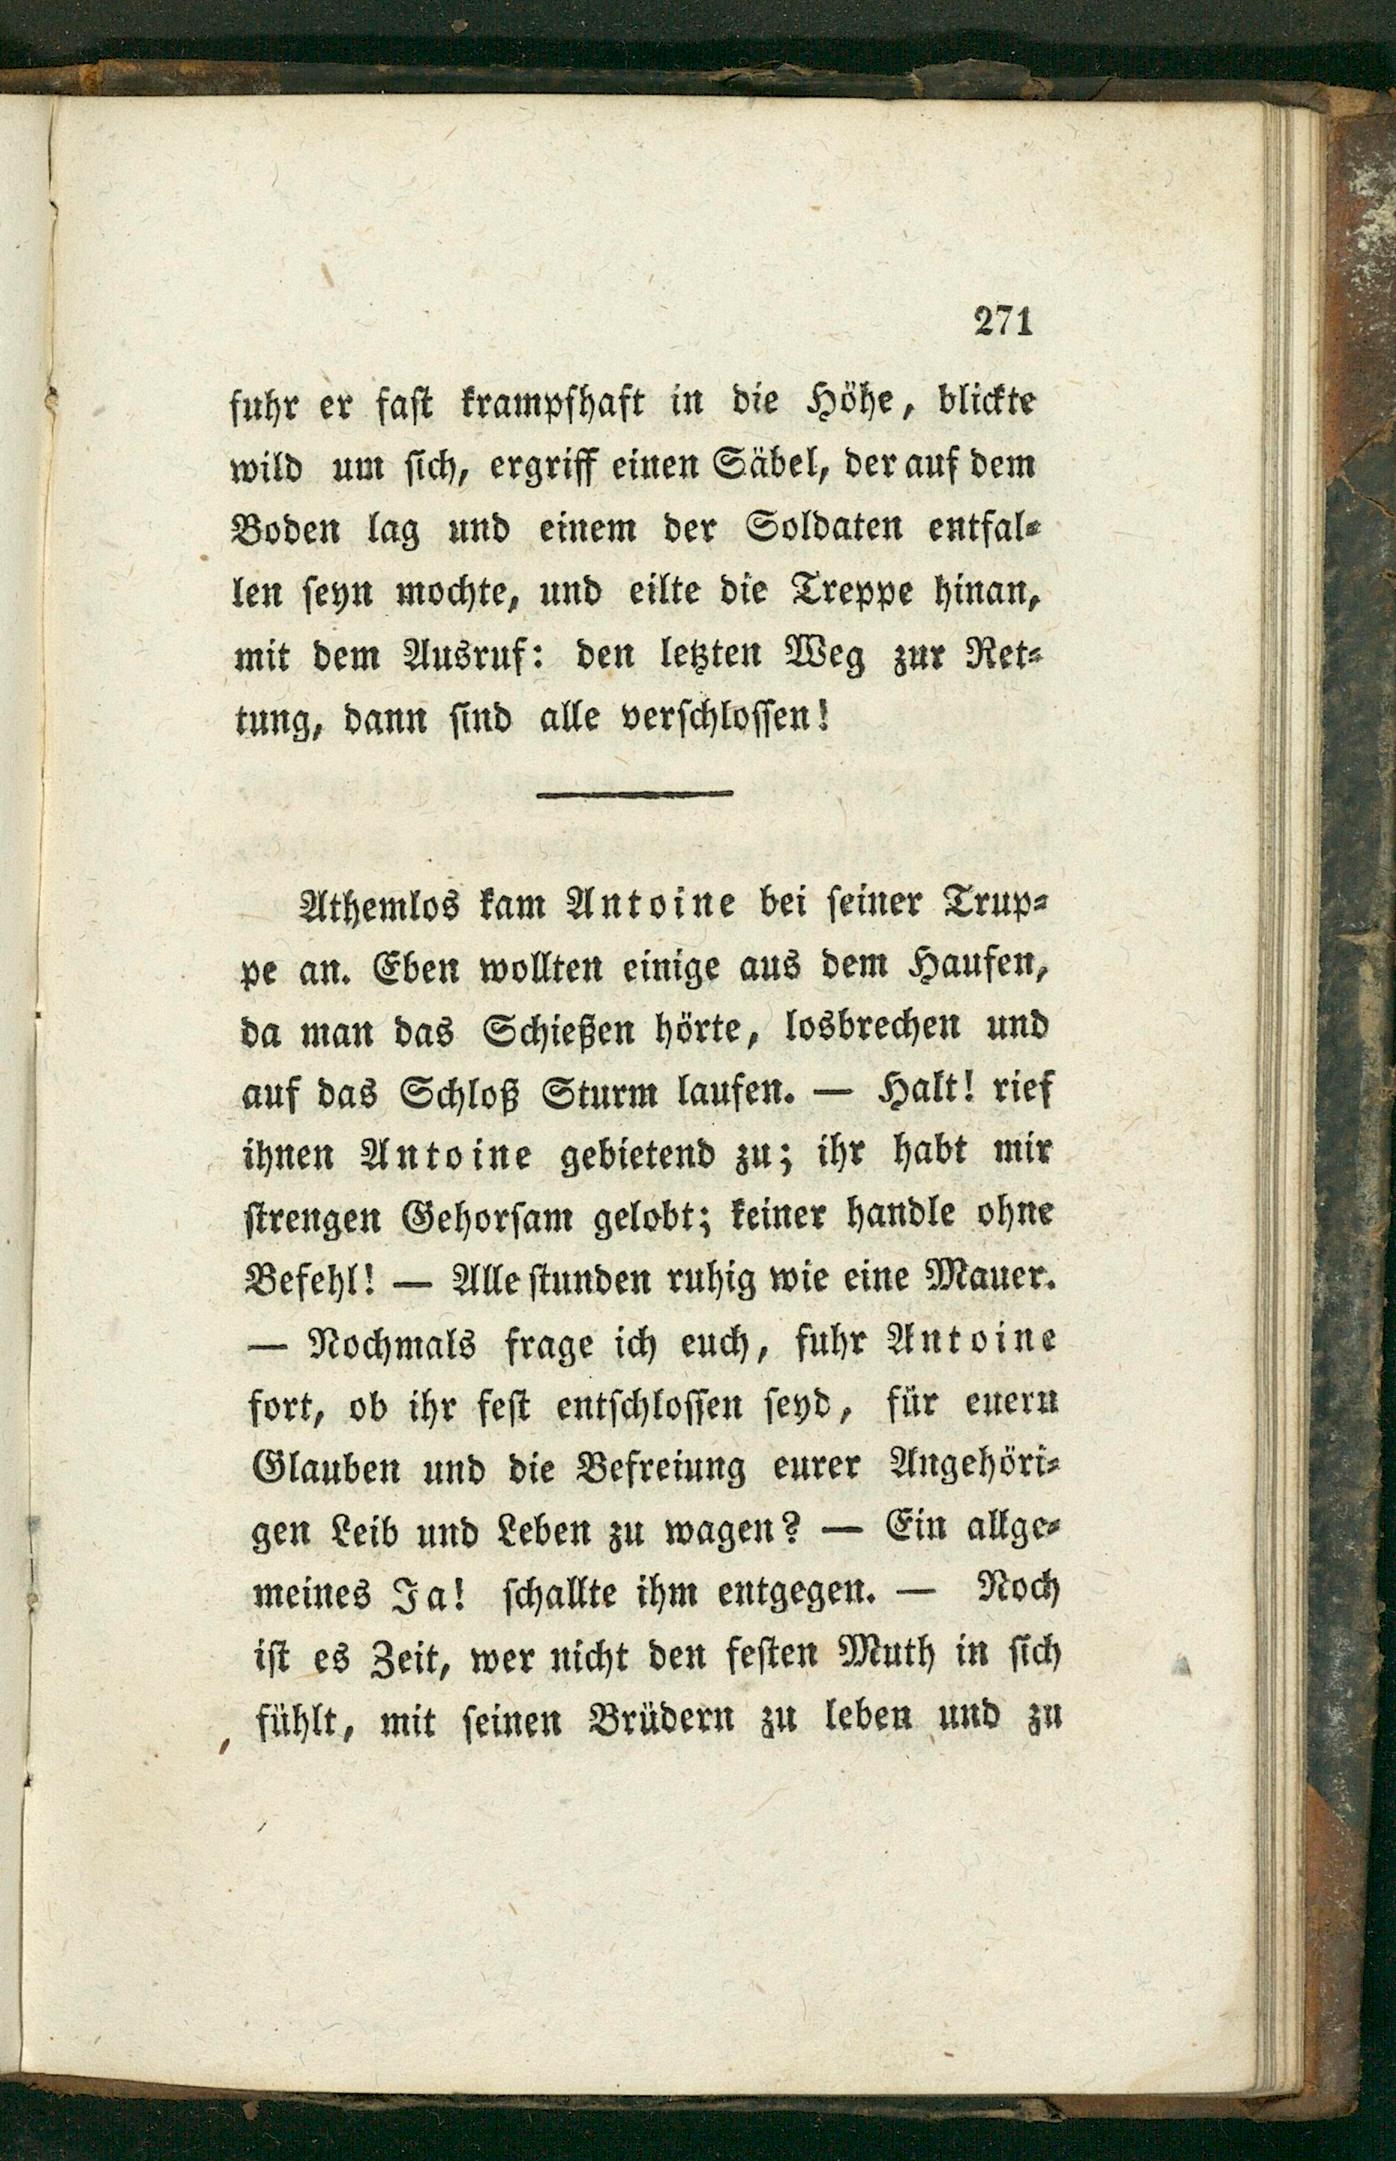 271
fuhr er fast krampfhaft in die Höhe, blickte
wild um sich, ergriff einen Säbel, der auf dem
Boden lag und einem der Soldaten entfal-
len seyn mochte, und eilte die Treppe hinan,
mit dem Ausruf: den letzten Weg zur Ret-
tung, dann sind alle verschlossen!
Athemlos kam Antoine bei seiner Trup-
pe an. Eben wollten einige aus dem Haufen,
da man das Schießen hörte, losbrechen und
auf das Schloß Sturm laufen. — Halt! rief
ihnen Antoine gebietend zu; ihr habt mir
strengen Gehorsam gelobt; keiner handle ohne
Befehl! — Alle stunden ruhig wie eine Mauer.
— Nochmals frage ich euch, fuhr Antoine
fort, ob ihr fest entschlossen seyd, für euern
Glauben und die Befreiung eurer Angehöri-
gen Leib und Leben zu wagen? — Ein allge-
meines Ja! schallte ihm entgegen. — Noch
ist es Zeit, wer nicht den festen Muth in sich
fühlt, mit seinen Brüdern zu leben und zu